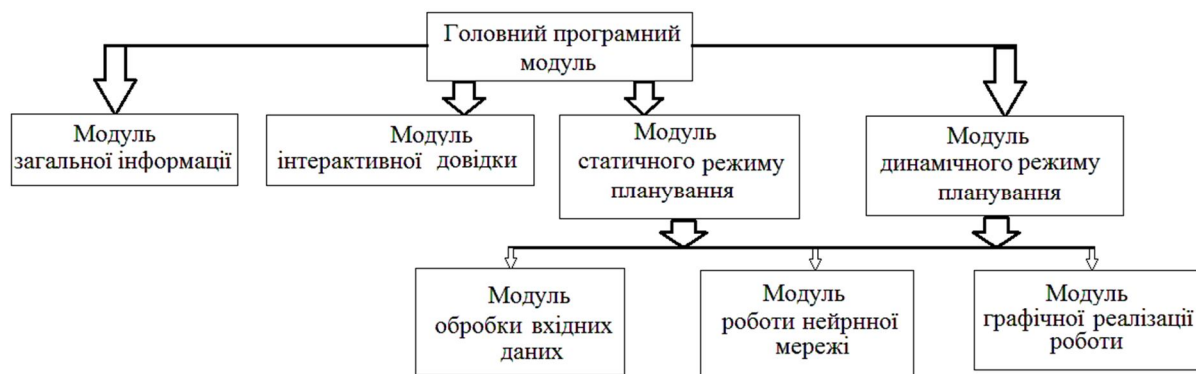 Головний програмний
модуль
Модуль
загальної інформації
Модуль
інтерактивної довідки
Модуль
статичного режиму
планування
Модуль
динамічного режиму
планування
Модуль
обробки вхідних
даних
Модуль
роботи нейрнної
мережі
Модуль
графічної реалізації
роботи